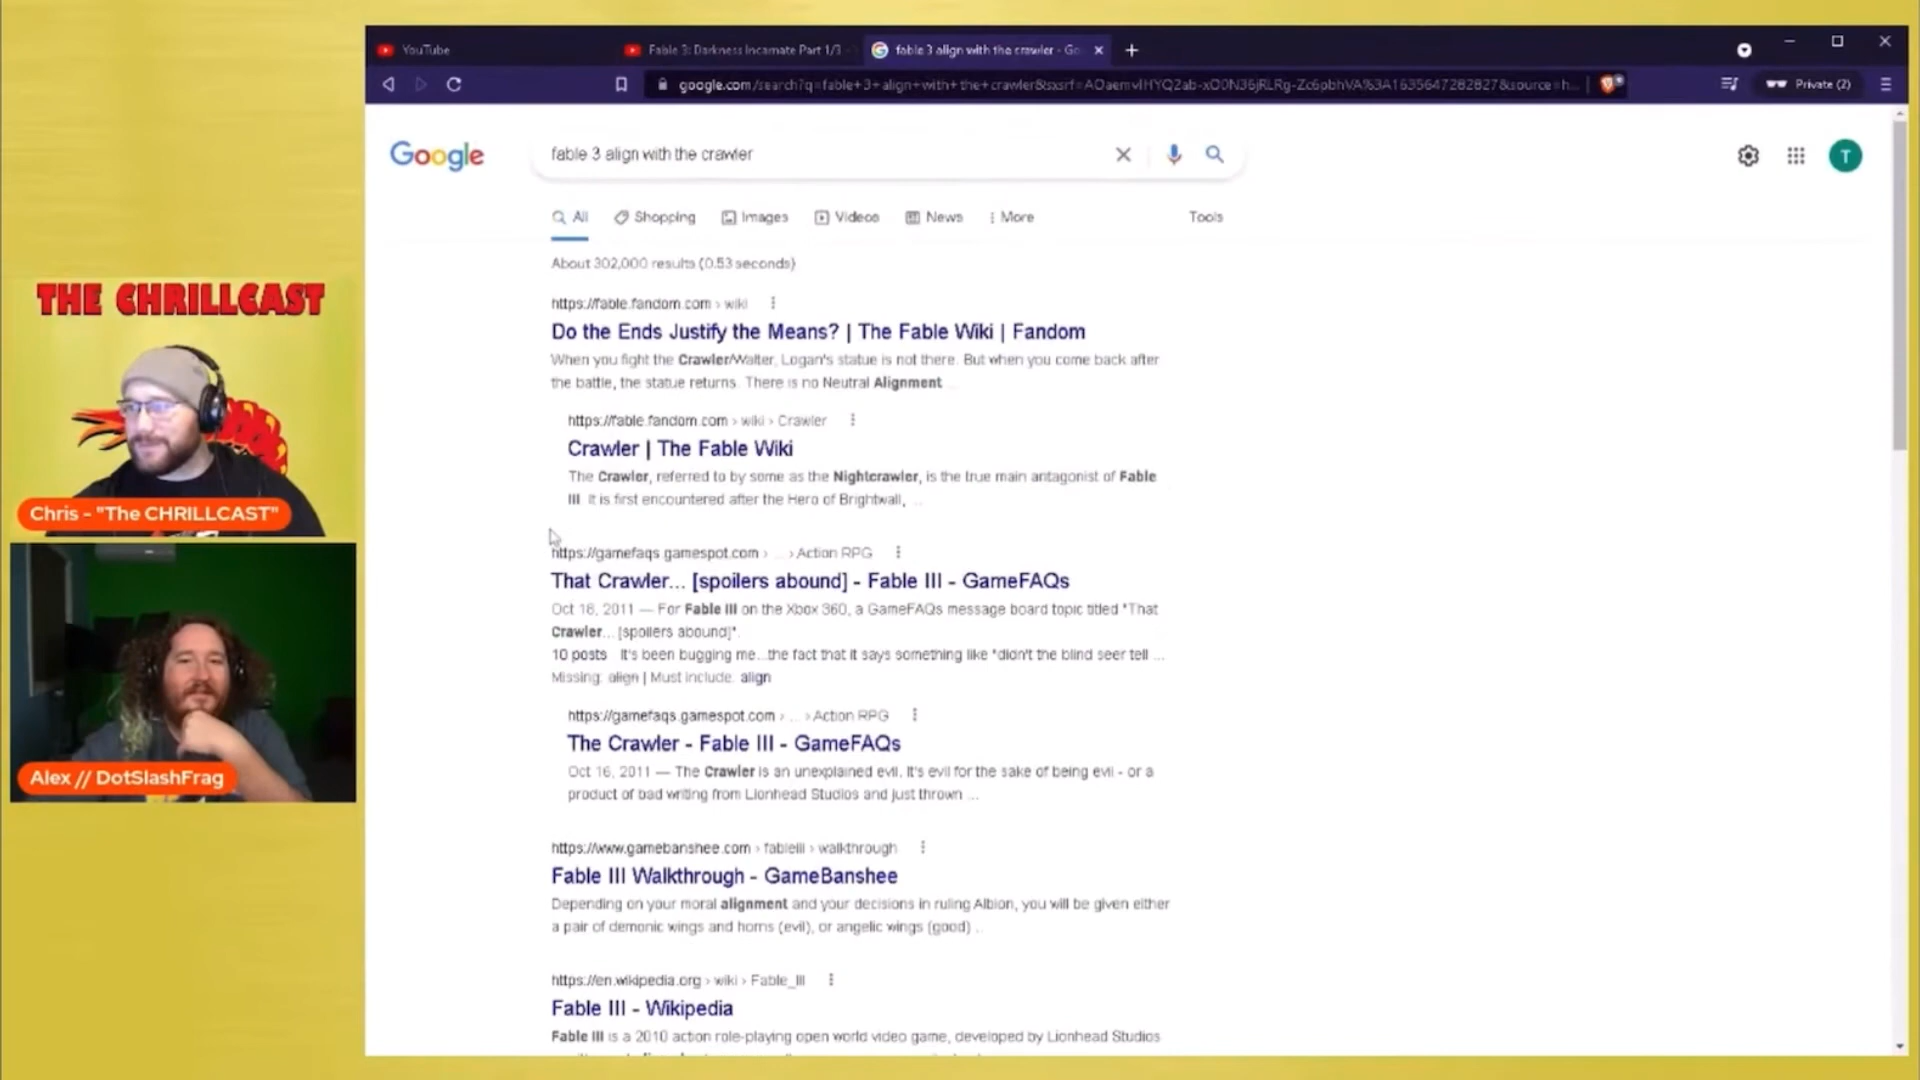 YouTube
Fable 3: Darkness Incarnate Part 1/3
fable 3 align with the crawler - Go
Private (2)
Google
fable 3 align with the crawler
T
All
Shopping
Images
Videos
News
More
Tools
About 302,000 results (0.53 seconds)
https://fable.fandom.com › wiki
Do the Ends Justify the Means? | The Fable Wiki | Fandom
When you fight the Crawler/Walter, Logan's statue is not there. But when you come back after
the battle, the statue returns. There is no Neutral Alignment ...
https://fable.fandom.com › wiki › Crawler
Crawler | The Fable Wiki
The Crawler, referred to by some as the Nightcrawler, is the true main antagonist of Fable
III. It is first encountered after the Hero of Brightwall, ...
https://gamefaqs.gamespot.com › ... › Action RPG
That Crawler... [spoilers abound] - Fable III - GameFAQs
Oct 18, 2011 — For Fable III on the Xbox 360, a GameFAQs message board topic titled "That
Crawler... [spoilers abound]".
10 posts It's been bugging me...the fact that it says something like "didn't the blind seer tell ...
Missing: align | Must include: align
https://gamefaqs.gamespot.com › ... › Action RPG
The Crawler - Fable III - GameFAQs
Oct 16, 2011 — The Crawler is an unexplained evil. It's evil for the sake of being evil - or a
product of bad writing from Lionhead Studios and just thrown ...
https://www.gamebanshee.com › fableiii › walkthrough
Fable III Walkthrough - GameBanshee
Depending on your moral alignment and your decisions in ruling Albion, you will be given either
a pair of demonic wings and horns (evil), or angelic wings (good) ..
https://en.wikipedia.org › wiki › Fable_III
Fable III - Wikipedia
Fable III is a 2010 action role-playing open world video game, developed by Lionhead Studios
THE CHRILLCAST
Chris - "The CHRILLCAST"
Alex // DotSlashFrag